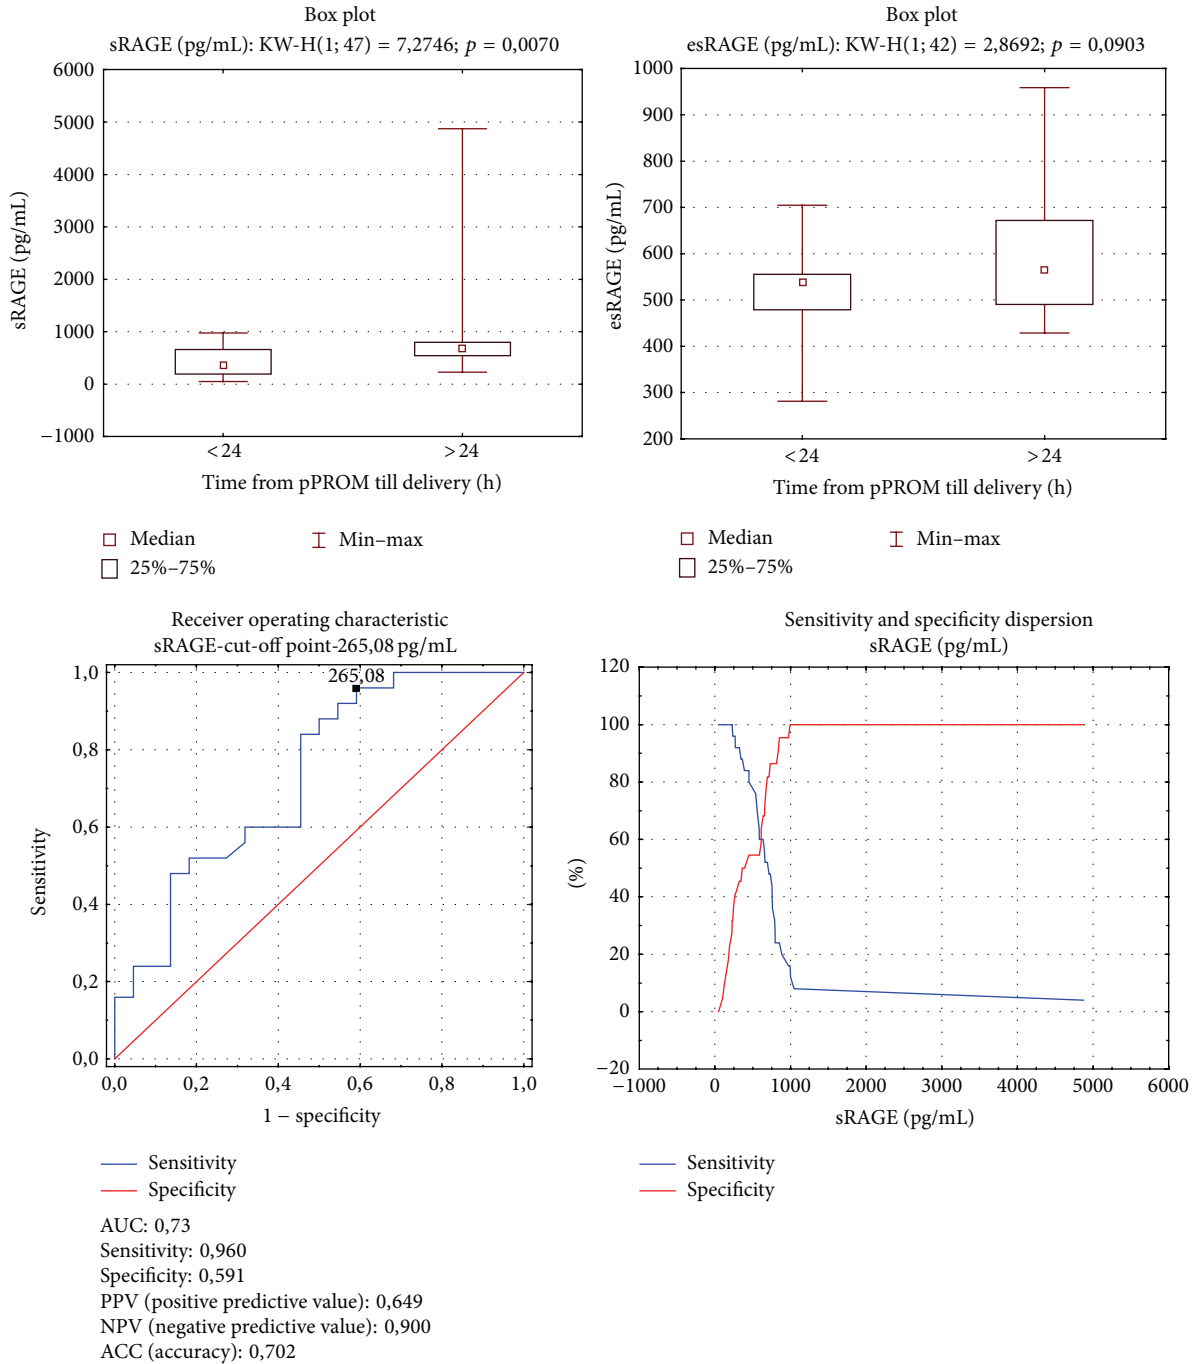 Box plot
sRAGE (pg/mL): KW-H(1; 47) = 7,2746; p = 0,0070
6000
5000
4000
3000
2000
1000
0
−1000
sRAGE (pg/mL)
<24
>24
Time from pPROM till delivery (h)
Median
Min–max
25%–75%
Box plot
esRAGE (pg/mL): KW-H(1; 42) = 2,8692; p = 0,0903
1000
900
800
700
600
500
400
300
200
esRAGE (pg/mL)
<24
>24
Time from pPROM till delivery (h)
Median
Min–max
25%–75%
Receiver operating characteristic
sRAGE-cut-off point-265,08 pg/mL
265,08
1,0
0,8
0,6
0,4
0,2
0,0
Sensitivity
0,0
0,2
0,4
0,6
0,8
1,0
1 − specificity
Sensitivity
Specificity
AUC: 0,73
Sensitivity: 0,960
Specificity: 0,591
PPV (positive predictive value): 0,649
NPV (negative predictive value): 0,900
ACC (accuracy): 0,702
Sensitivity and specificity dispersion
sRAGE (pg/mL)
120
100
80
60
40
20
0
−20
(%)
−1000
0
1000
2000
3000
4000
5000
6000
sRAGE (pg/mL)
Sensitivity
Specificity